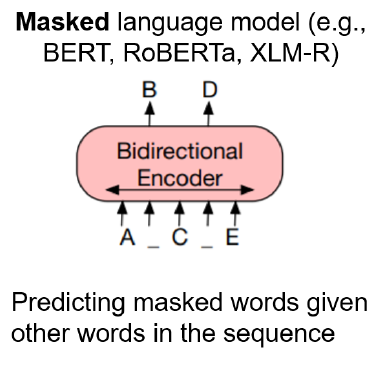 Masked language model (e.g.,
BERT, RoBERTa, XLM-R)
B D
Bidirectional
Encoder
A _ C _ E
Predicting masked words given
other words in the sequence